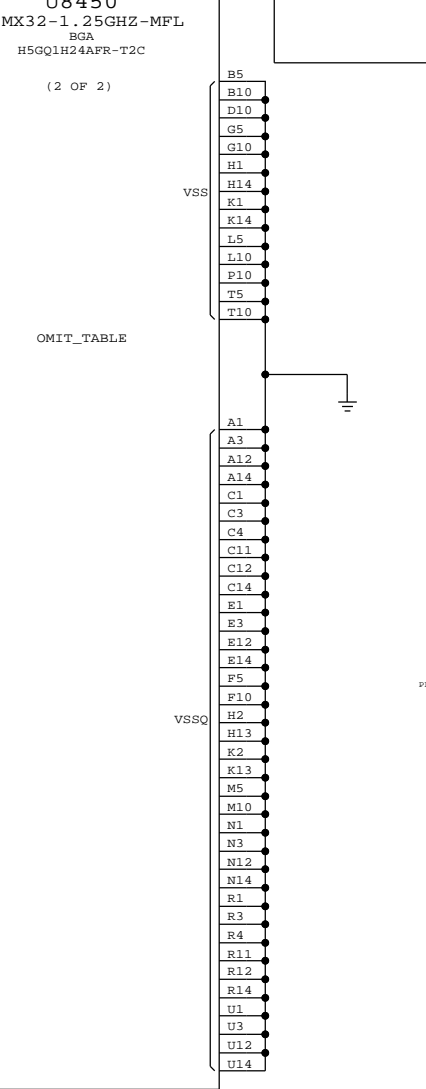 U8450
MX32-1.25GHZ-MFL
BGA
H5GQ1H24AFR-T2C
(2 OF 2)
B5
B10
D10
G5
G10
H1
H14
VSS
K1
K14
L5
L10
P10
T5
T10
OMIT_TABLE
A1
A3
A12
A14
C1
C3
C4
C11
C12
C14
E1
E3
E12
E14
F5
F10
VSSQ
H2
H13
K2
K13
M5
M10
N1
N3
N12
N14
R1
R3
R4
R11
R12
R14
U1
U3
U12
U14